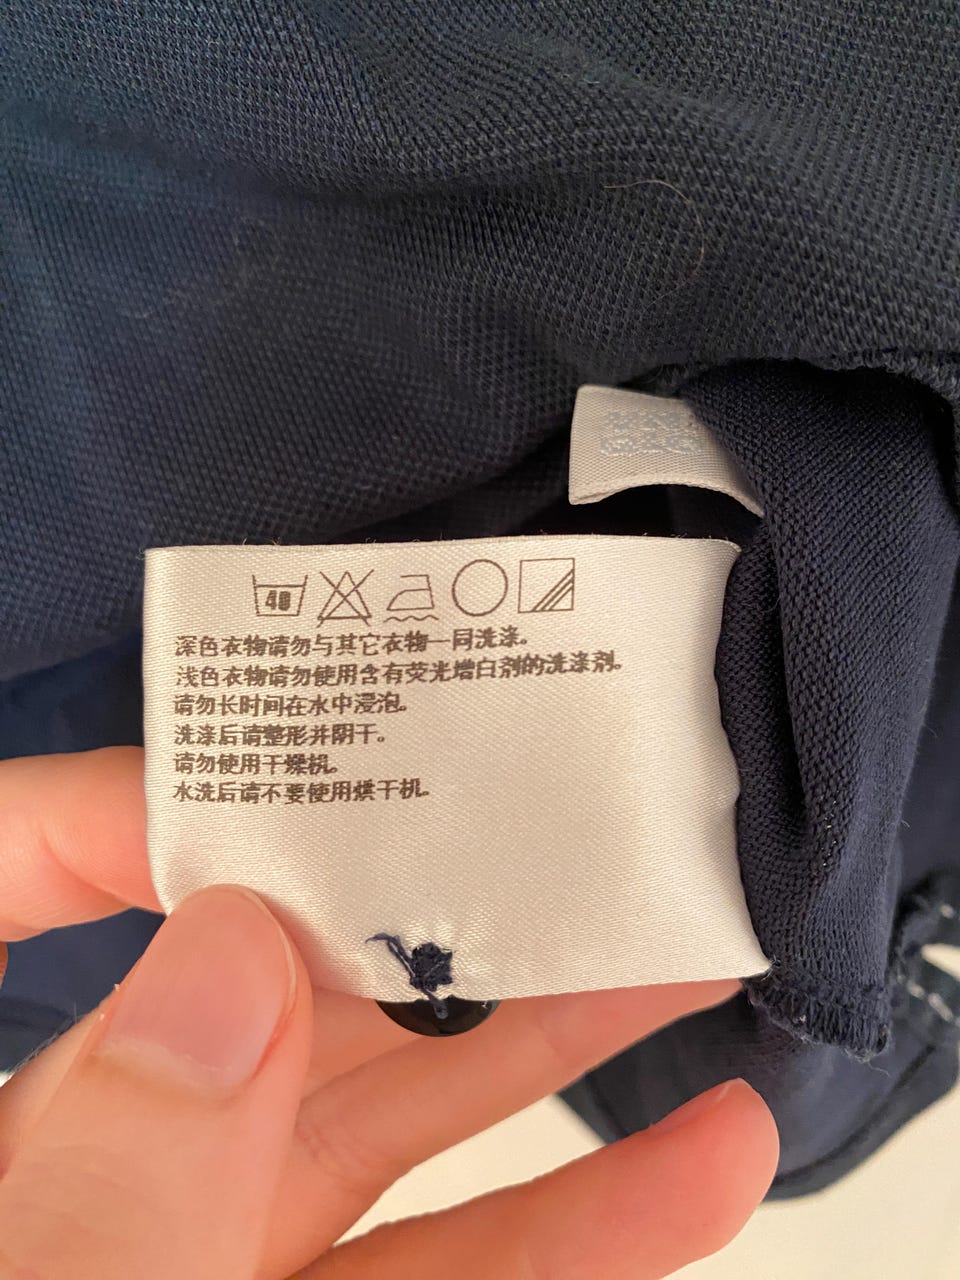 40
深色衣物请勿与其它衣物一同洗涤。
浅色衣物请勿使用含有荧光增白剂的洗涤剂。
请勿长时间在水中浸泡。
洗涤后请整形并阴干。
请勿使用干燥机。
水洗后请不要使用烘干机。